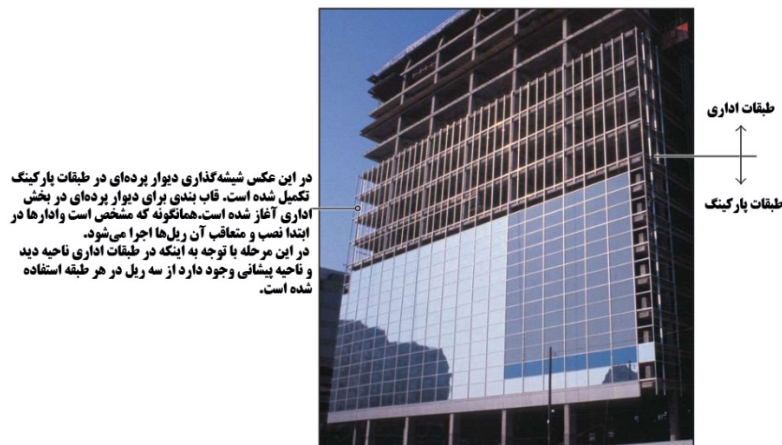 در این عکس شیشه‌گذاری دیوار پرده‌ای در طبقات پارکینگ
تکمیل شده است. قاب بندی برای دیوار پرده‌ای در بخش
اداری آغاز شده است.همانگونه که مشخص است وادارها در
ابتدا نصب و متعاقب آن ریل‌ها اجرا می‌شود.
در این مرحله با توجه به اینکه در طبقات اداری ناحیه دید
و ناحیه پیشانی وجود دارد از سه ریل در هر طبقه استفاده
شده است.
طبقات اداری
طبقات پارکینگ